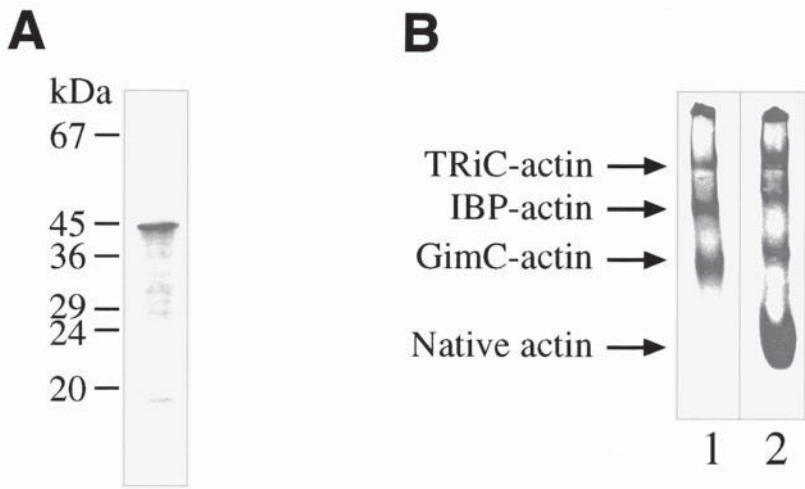 A
kDa
67
45
36
29
24
20
B
TRiC-actin
IBP-actin
GimC-actin
Native actin
1 2